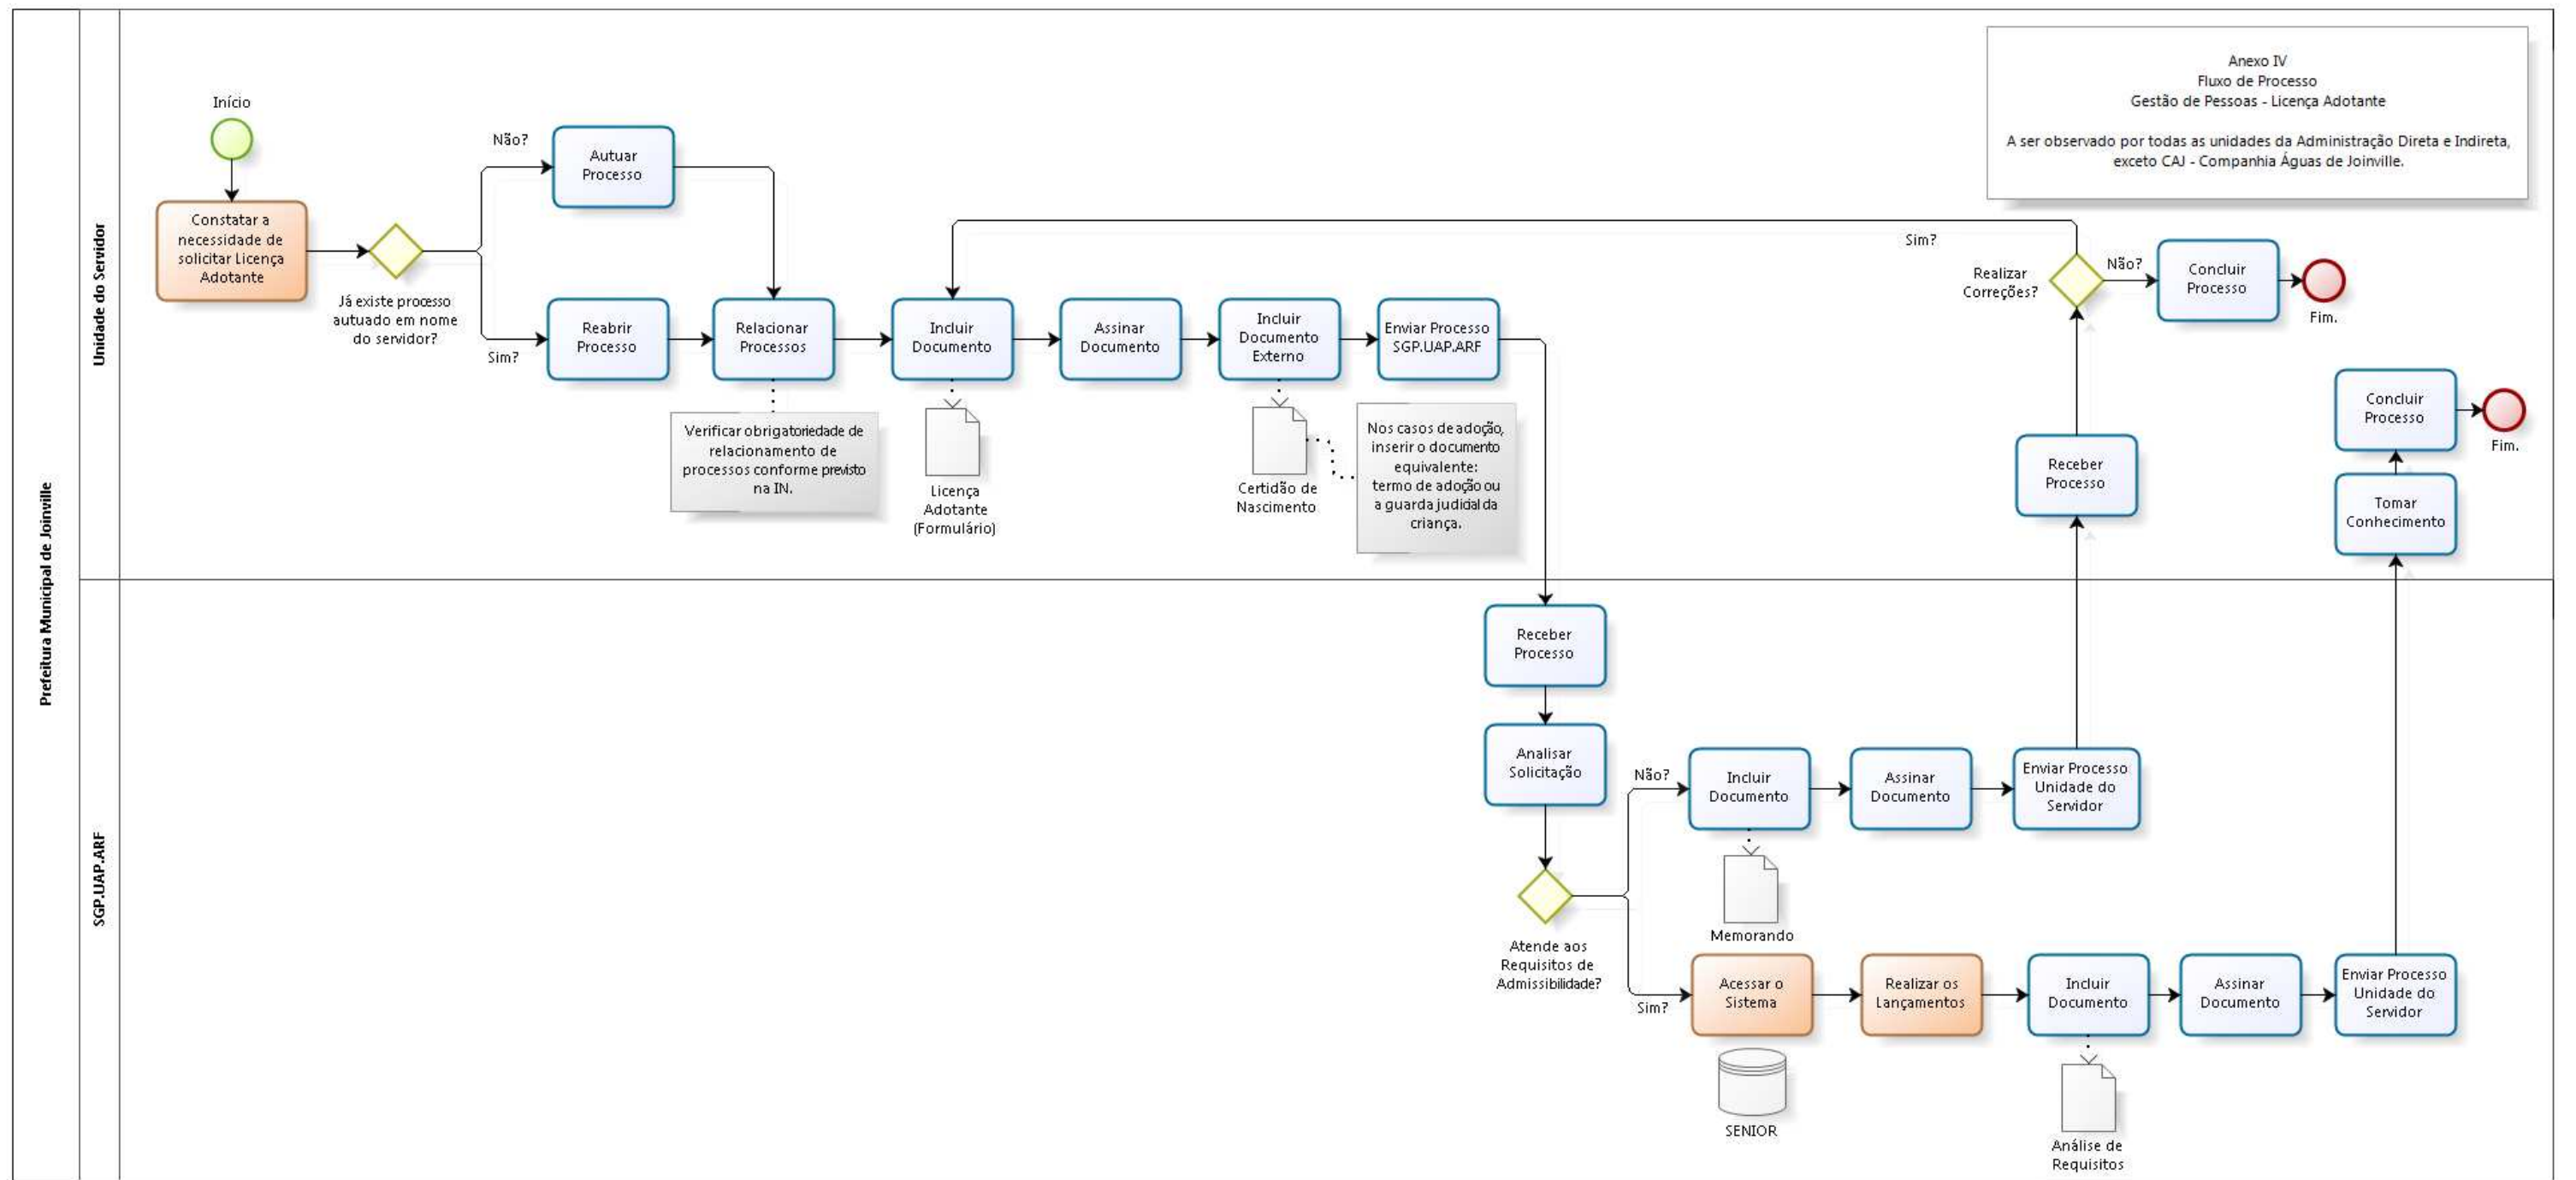 Anexo IV
Fluxo de Processo
Gestão de Pessoas - Licença Adotante
A ser observado por todas as unidades da Administração Direta e Indireta,
exceto CAJ - Companhia Águas de Joinville.
Prefeitura Municipal de Joinville
Unidade do Servidor
Início
Constatar a
necessidade de
solicitar Licença
Adotante
Já existe processo
autuado em nome
do servidor?
Não?
Autuar
Processo
Sim?
Reabrir
Processo
Relacionar
Processos
Verificar obrigatoriedade de
relacionamento de
processos conforme previsto
na IN.
Incluir
Documento
Licença
Adotante
(Formulário)
Assinar
Documento
Incluir
Documento
Externo
Certidão de
Nascimento
Nos casos de adoção,
inserir o documento
equivalente:
termo de adoção ou
a guarda judicial da
criança.
Enviar Processo
SGP.UAP.ARF
Sim?
Realizar
Correções?
Não?
Concluir
Processo
Fim.
Receber
Processo
Concluir
Processo
Fim.
Tomar
Conhecimento
SGP.UAP.ARF
Receber
Processo
Analisar
Solicitação
Atende aos
Requisitos de
Admissibilidade?
Não?
Incluir
Documento
Memorando
Assinar
Documento
Enviar Processo
Unidade do
Servidor
Sim?
Acessar o
Sistema
SENIOR
Realizar os
Lançamentos
Incluir
Documento
Análise de
Requisitos
Assinar
Documento
Enviar Processo
Unidade do
Servidor